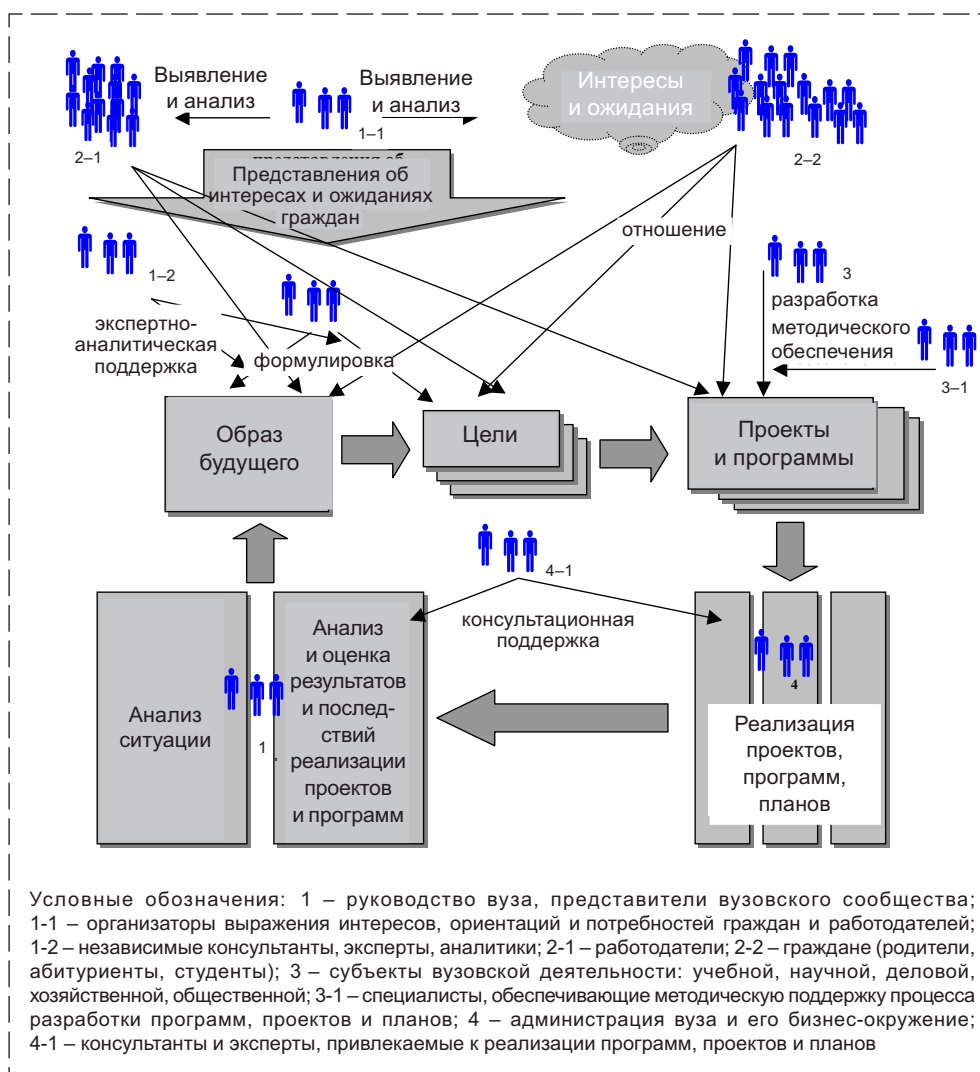 Выявление
и анализ
Выявление
и анализ
Интересы
и ожидания
1–1
2–1
2–2
представления об
Представления об
интересах и ожиданиях
граждан
отношение
1–2
3
экспертно-
аналитическая
поддержка
формулировка
разработка
методического
обеспечения
3–1
Образ
будущего
Цели
Проекты
и программы
4–1
консультационная
поддержка
Анализ
ситуации
1
Анализ
и оценка
результатов
и послед-
ствий
реализации
проектов
и программ
4
Реализация
проектов,
программ,
планов
Условные обозначения: 1 – руководство вуза, представители вузовского сообщества;
1-1 – организаторы выражения интересов, ориентаций и потребностей граждан и работодателей;
1-2 – независимые консультанты, эксперты, аналитики; 2-1 – работодатели; 2-2 – граждане (родители,
абитуриенты, студенты); 3 – субъекты вузовской деятельности: учебной, научной, деловой,
хозяйственной, общественной; 3-1 – специалисты, обеспечивающие методическую поддержку процесса
разработки программ, проектов и планов; 4 – администрация вуза и его бизнес-окружение;
4-1 – консультанты и эксперты, привлекаемые к реализации программ, проектов и планов